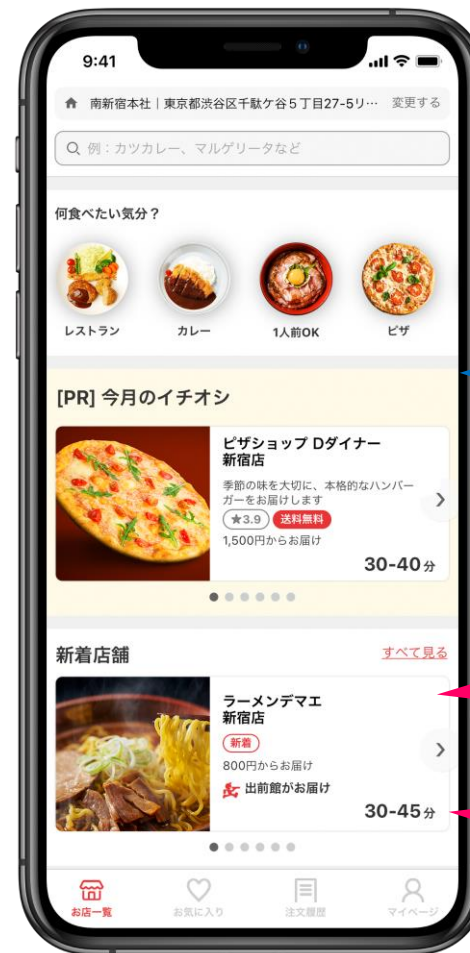 9:41
南新宿本社｜東京都渋谷区千駄ケ谷５丁目27-5リ… 変更する
例：カツカレー、マルゲリータなど
何食べたい気分？
レストラン カレー 1人前OK ピザ
[PR] 今月のイチオシ
ピザショップ Dダイナー
新宿店
季節の味を大切に、本格的なハンバー
ガーをお届けします
★3.9 送料無料
1,500円からお届け
30-40分
新着店舗 すべて見る
ラーメンデマエ
新宿店
新着
800円からお届け
出前館がお届け
30-45分
お店一覧 お気に入り 注文履歴 マイページ